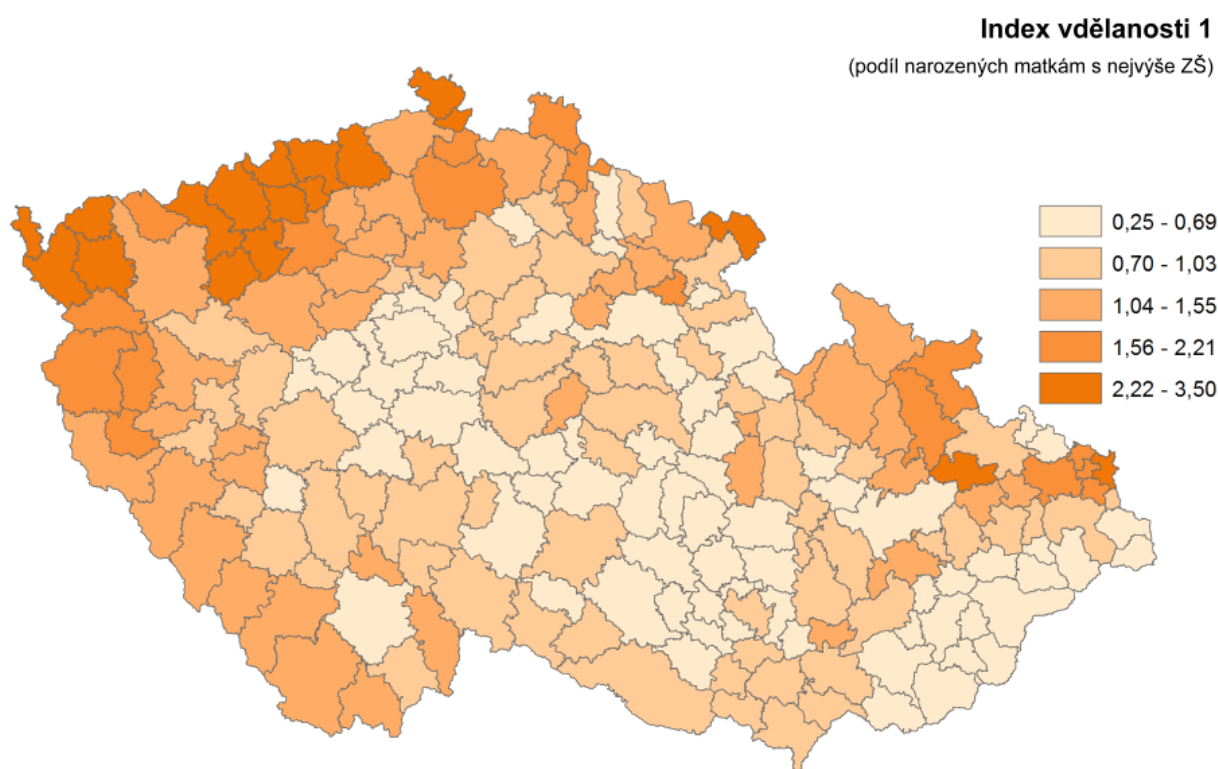 Index vdělanosti 1
(podíl narozených matkám s nejvýše ZŠ)
0,25 - 0,69
0,70 - 1,03
1,04 - 1,55
1,56 - 2,21
2,22 - 3,50